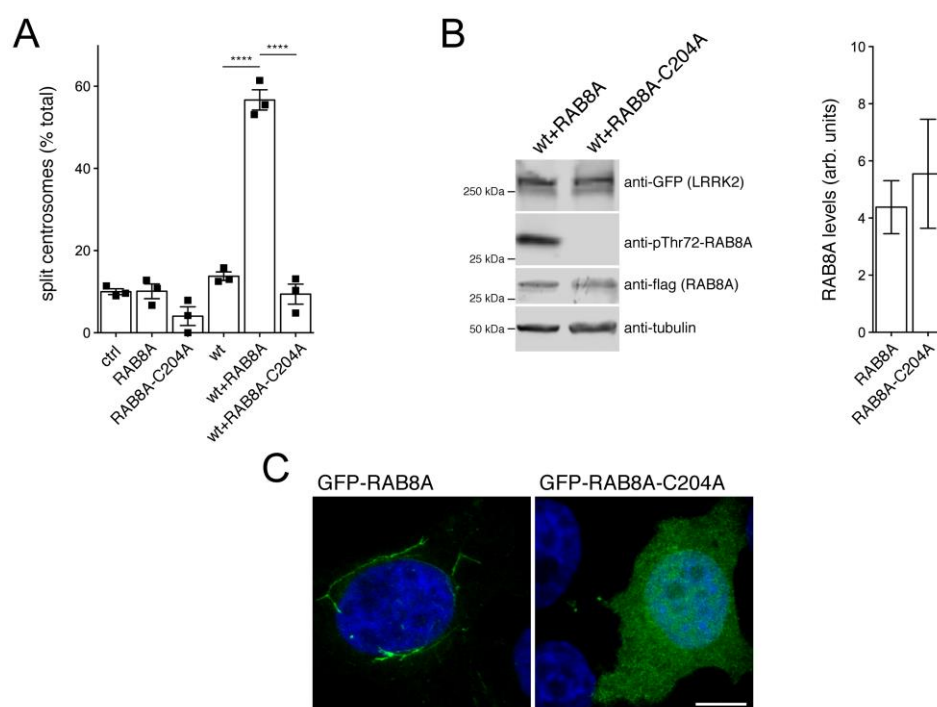 A
split centrosomes (% total)
60
40
20
0
ctrl
RAB8A
RAB8A-C204A
wt
wt+RAB8A
wt+RAB8A-C204A
****
****
B
wt+RAB8A
wt+RAB8A-C204A
250 kDa
anti-GFP (LRRK2)
anti-pThr72-RAB8A
25 kDa
anti-flag (RAB8A)
25 kDa
50 kDa
anti-tubulin
RAB8A levels (arb. units)
10
8
6
4
2
0
RAB8A
RAB8A-C204A
C
GFP-RAB8A
GFP-RAB8A-C204A